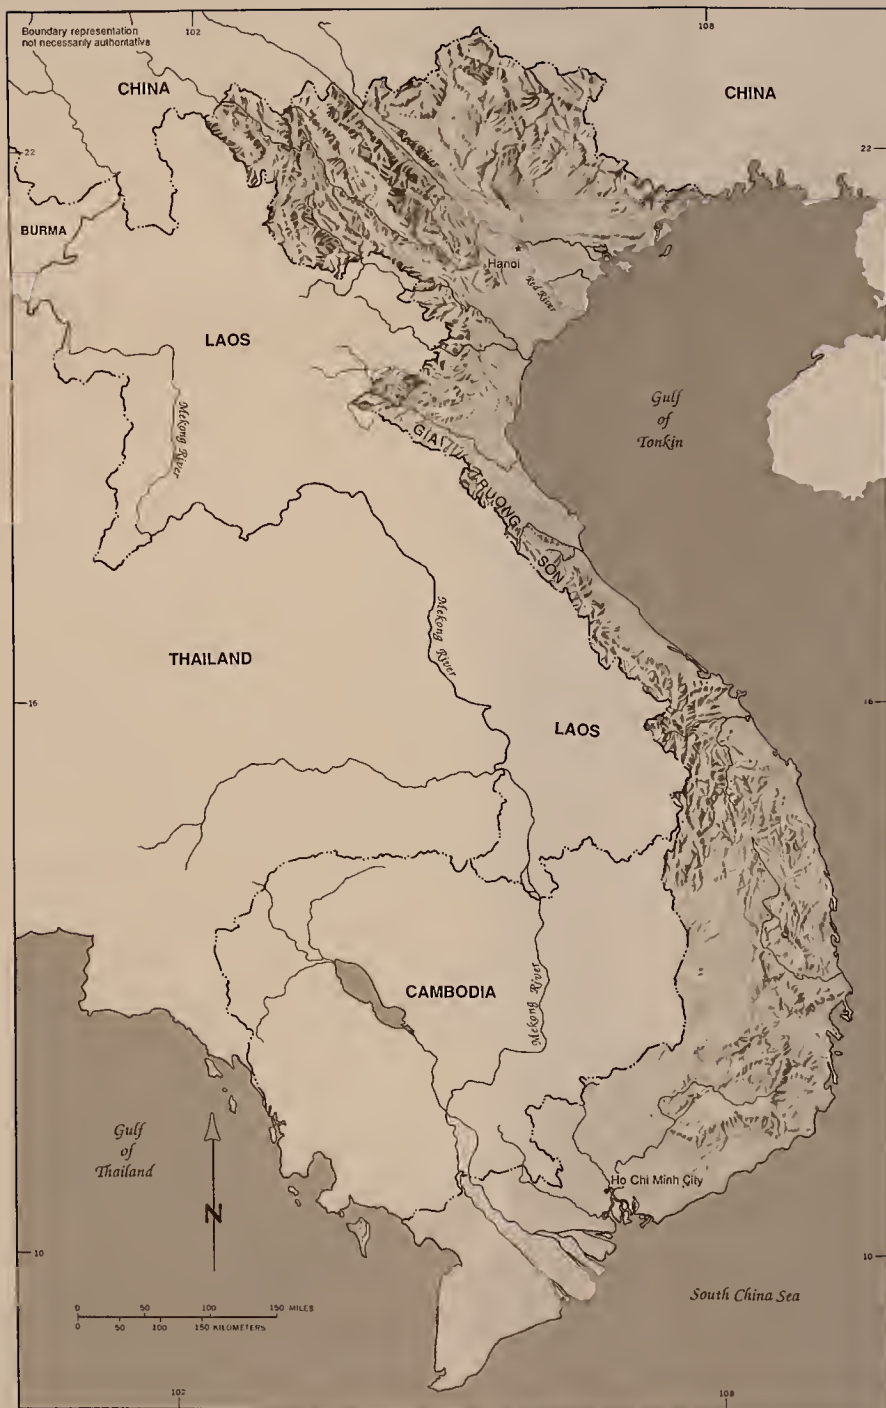 102
108
Boundary representation
not necessarily authoritative
CHINA
CHINA
22
22
Red River
BURMA
Hanoi
Red River
LAOS
Mekong River
Gulf
of
Tonkin
TRUONG
SON
Mekong River
THAILAND
16
16
LAOS
CAMBODIA
Mekong River
Gulf
of
Thailand
N
Ho Chi Minh City
10
10
South China Sea
0 50 100 150 MILES
0 50 100 150 KILOMETERS
102
108